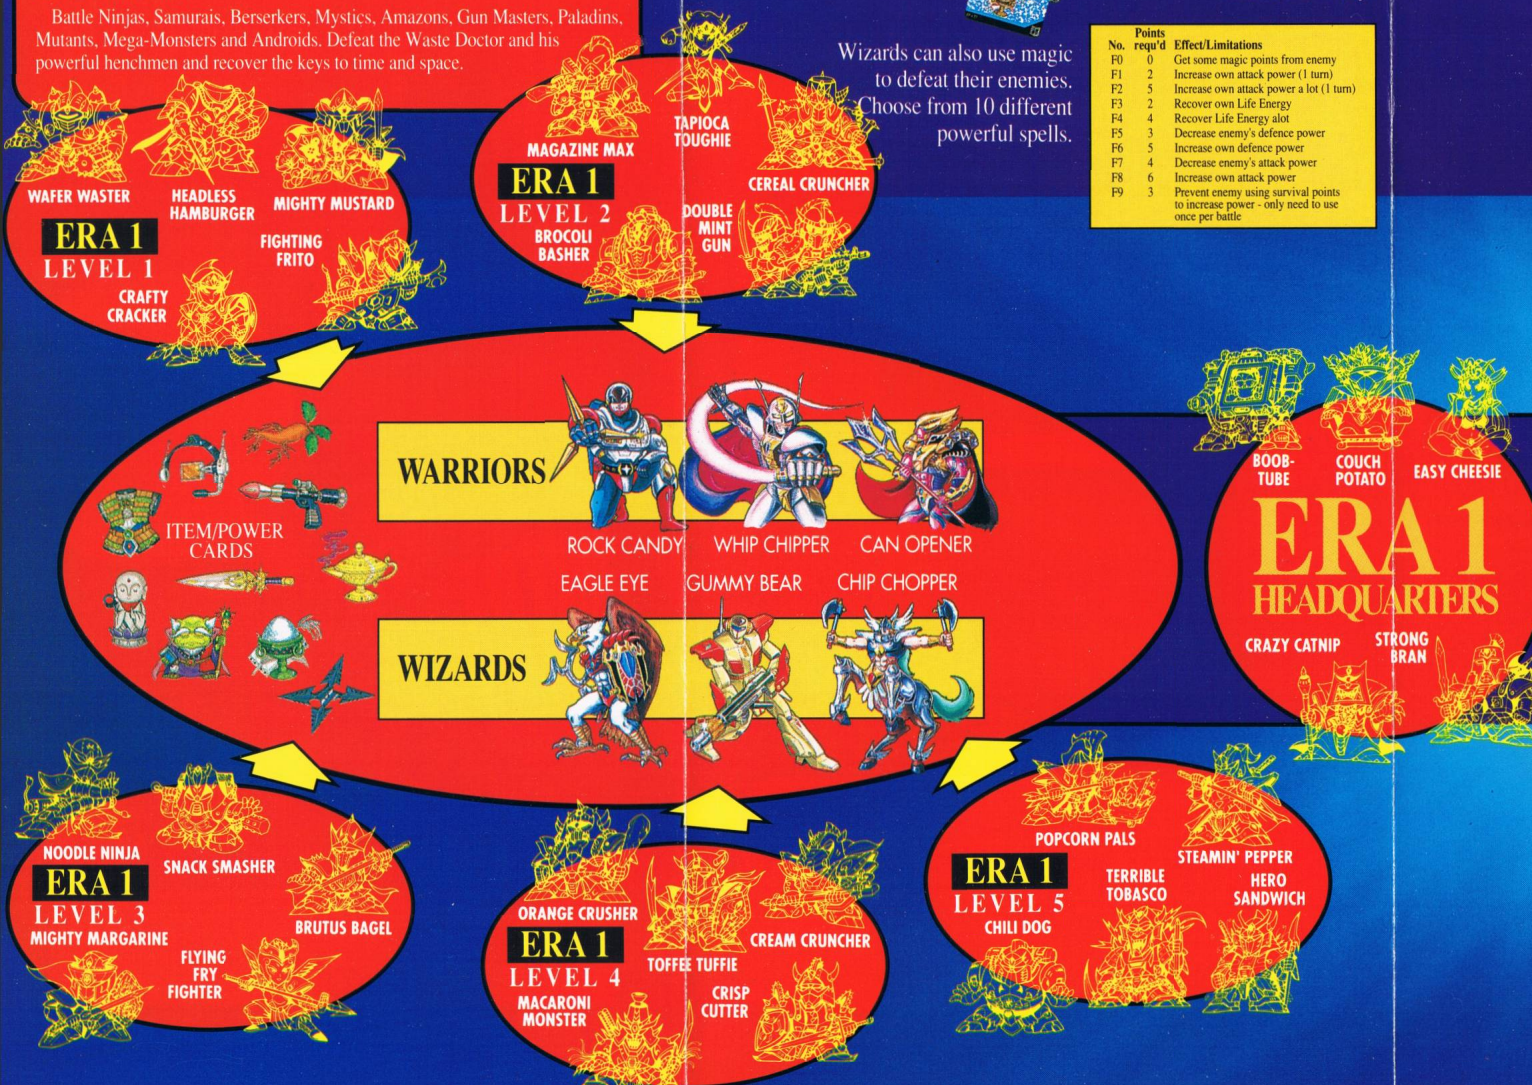 Battle Ninjas, Samurais, Berserkers, Mystics, Amazons, Gun Masters, Paladins,
Mutants, Mega-Monsters and Androids. Defeat the Waste Doctor and his
powerful henchmen and recover the keys to time and space.
Wizards can also use magic
to defeat their enemies.
Choose from 10 different
powerful spells.
Points
No. requ'd Effect/Limitations
F0 0 Get some magic points from enemy
F1 2 Increase own attack power (1 turn)
F2 5 Increase own attack power a lot (1 turn)
F3 2 Recover own Life Energy
F4 4 Recover Life Energy alot
F5 3 Decrease enemy's defence power
F6 5 Increase own defence power
F7 4 Decrease enemy's attack power
F8 6 Increase own attack power
F9 3 Prevent enemy using survival points
to increase power - only need to use
once per battle
WAFER WASTER
HEADLESS
HAMBURGER
MIGHTY MUSTARD
ERA 1
LEVEL 1
FIGHTING
FRITO
CRAFTY
CRACKER
MAGAZINE MAX
TAPIOCA
TOUGHIE
CEREAL CRUNCHER
ERA 1
LEVEL 2
BROCOLI
BASHER
DOUBLE
MINT
GUN
ITEM/POWER
CARDS
WARRIORS
ROCK CANDY
WHIP CHIPPER
CAN OPENER
EAGLE EYE
GUMMY BEAR
CHIP CHOPPER
WIZARDS
BOOB-
TUBE
COUCH
POTATO
EASY CHEESIE
ERA 1
HEADQUARTERS
CRAZY CATNIP
STRONG
BRAN
NOODLE NINJA
SNACK SMASHER
ERA 1
LEVEL 3
MIGHTY MARGARINE
BRUTUS BAGEL
FLYING
FRY
FIGHTER
ORANGE CRUSHER
ERA 1
LEVEL 4
TOFFEE TUFFIE
CREAM CRUNCHER
MACARONI
MONSTER
CRISP
CUTTER
POPCORN PALS
STEAMIN' PEPPER
ERA 1
LEVEL 5
CHILI DOG
TERRIBLE
TOBASCO
HERO
SANDWICH